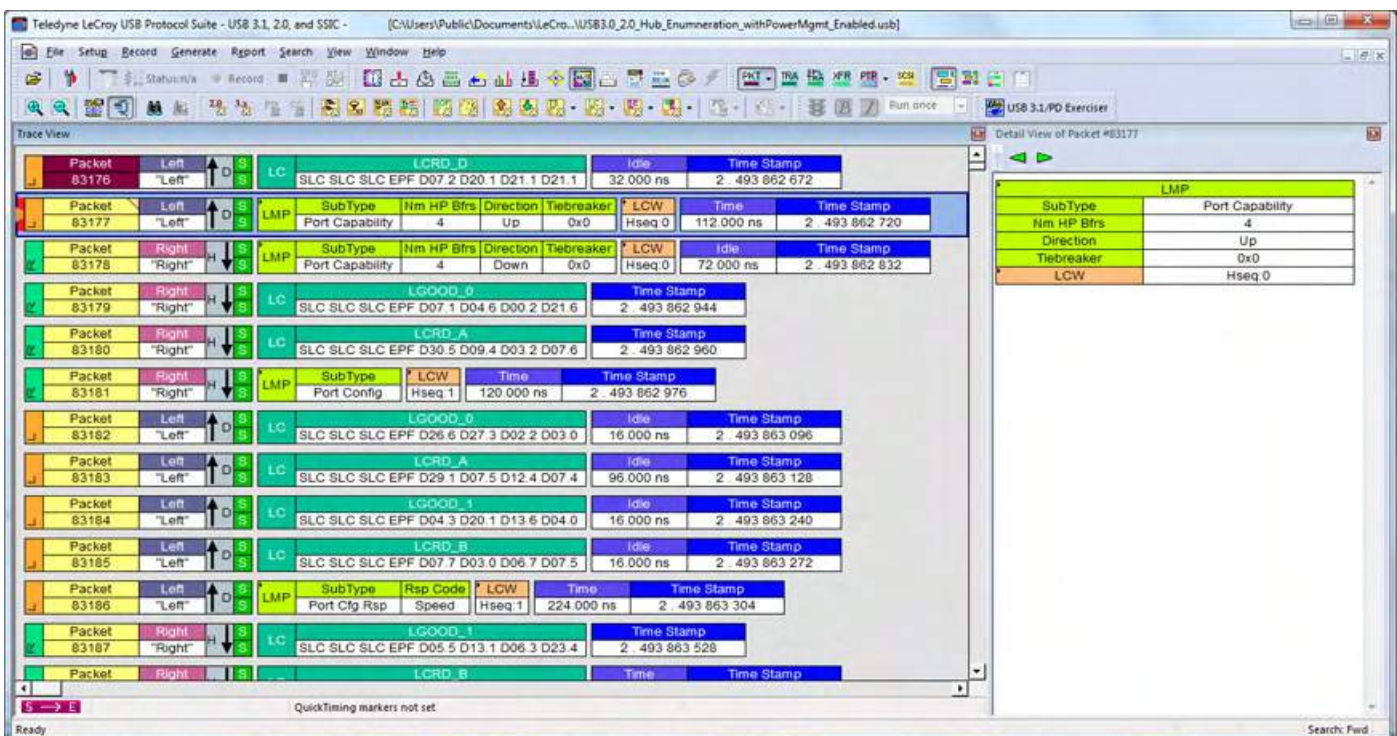 Teledyne LeCroy USB Protocol Suite - USB 3.1, 2.0, and SSIC - [C:\Users\Public\Documents\LeCro...\USB3.0_2.0_Hub_Enumneration_withPowerMgmt_Enabled.usb]
File Setup Record Generate Report Search View Window Help
Status:n/a Record PKT TRA XFR PTR SCSI
Run once USB 3.1/PD Exerciser
Trace View
Packet Left D S LC LCRD_D Idle Time Stamp
83176 "Left" S SLC SLC SLC EPF D07.2 D20.1 D21.1 D21.1 32.000 ns 2 . 493 862 672
Packet Left D S LMP SubType Nm HP Bfrs Direction Tiebreaker LCW Time Time Stamp
83177 "Left" S Port Capability 4 Up 0x0 Hseq:0 112.000 ns 2 . 493 862 720
Packet Right H S LMP SubType Nm HP Bfrs Direction Tiebreaker LCW Idle Time Stamp
R 83178 "Right" S Port Capability 4 Down 0x0 Hseq:0 72.000 ns 2 . 493 862 832
Packet Right H S LC LGOOD_0 Time Stamp
R 83179 "Right" S SLC SLC SLC EPF D07.1 D04.6 D00.2 D21.6 2 . 493 862 944
Packet Right H S LC LCRD_A Time Stamp
R 83180 "Right" S SLC SLC SLC EPF D30.5 D09.4 D03.2 D07.6 2 . 493 862 960
Packet Right H S LMP SubType LCW Time Time Stamp
R 83181 "Right" S Port Config Hseq:1 120.000 ns 2 . 493 862 976
Packet Left D S LC LGOOD_0 Idle Time Stamp
83182 "Left" S SLC SLC SLC EPF D26.6 D27.3 D02.2 D03.0 16.000 ns 2 . 493 863 096
Packet Left D S LC LCRD_A Idle Time Stamp
83183 "Left" S SLC SLC SLC EPF D29.1 D07.5 D12.4 D07.4 96.000 ns 2 . 493 863 128
Packet Left D S LC LGOOD_1 Idle Time Stamp
83184 "Left" S SLC SLC SLC EPF D04.3 D20.1 D13.6 D04.0 16.000 ns 2 . 493 863 240
Packet Left D S LC LCRD_B Idle Time Stamp
83185 "Left" S SLC SLC SLC EPF D07.7 D03.0 D06.7 D07.5 16.000 ns 2 . 493 863 272
Packet Left D S LMP SubType Rsp Code LCW Time Time Stamp
83186 "Left" S Port Cfg Rsp Speed Hseq:1 224.000 ns 2 . 493 863 304
Packet Right H S LC LGOOD_1 Time Stamp
R 83187 "Right" S SLC SLC SLC EPF D05.5 D13.1 D06.3 D23.4 2 . 493 863 528
Packet Right S LCRD_B Time Time Stamp
S E QuickTiming markers not set
Detail View of Packet #83177
LMP
SubType Port Capability
Nm HP Bfrs 4
Direction Up
Tiebreaker 0x0
LCW Hseq:0
Ready Search: Fwd